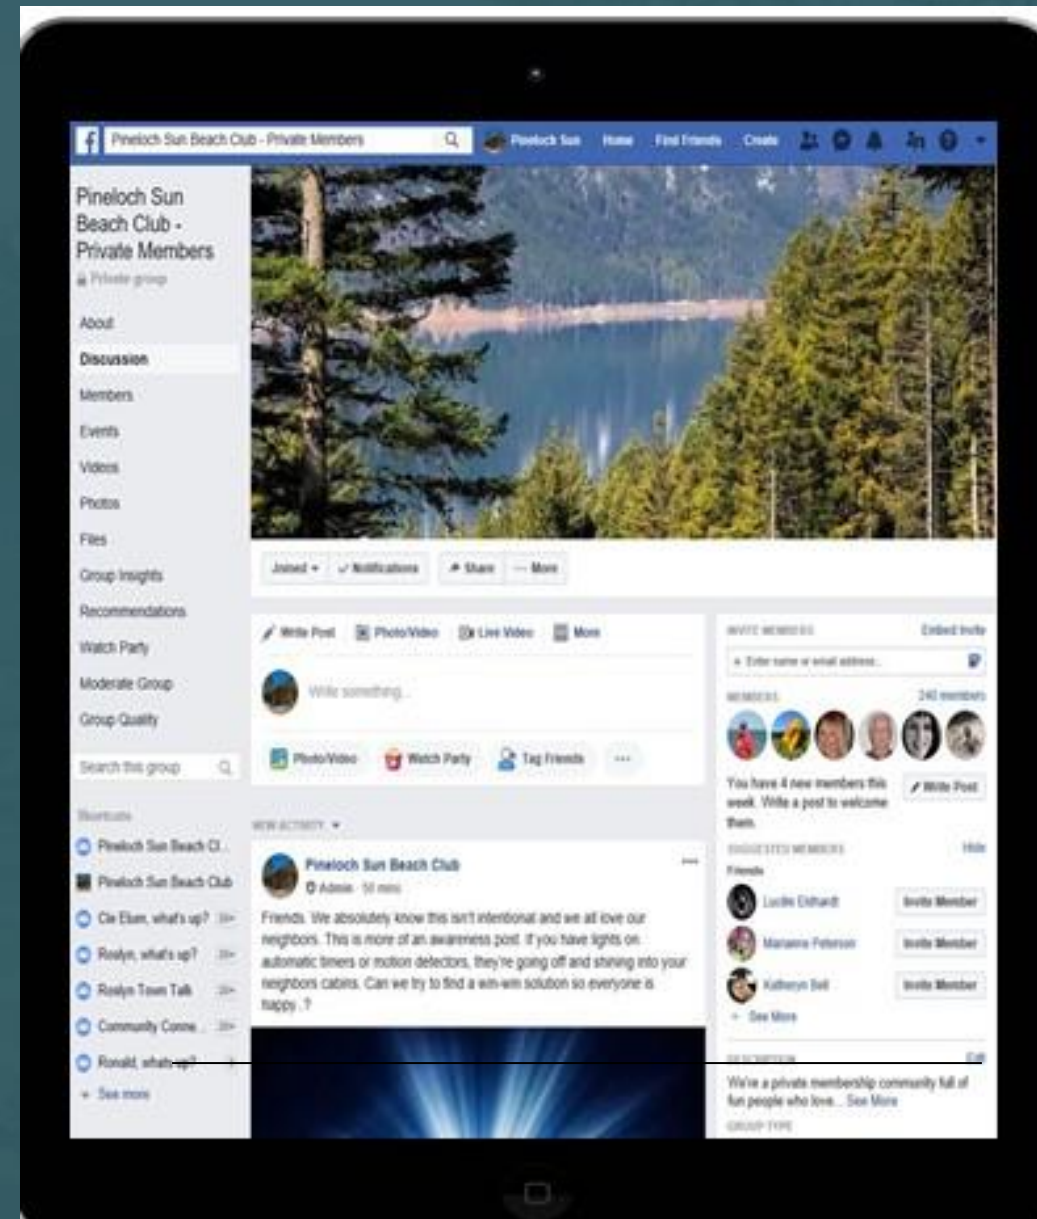 f
Pineloch Sun Beach Club - Private Members
Pineloch Sun
Home
Find Friends
Create
Pineloch Sun
Beach Club -
Private Members
Private group
About
Discussion
Members
Events
Videos
Photos
Files
Group Insights
Recommendations
Watch Party
Moderate Group
Group Quality
Search this group
Shortcuts
Pineloch Sun Beach Cl...
Pineloch Sun Beach Club
Cle Elum, what's up? 20+
Roslyn, what's up? 20+
Roslyn Town Talk 20+
Community Conne... 20+
Ronald, whats up?
+ See more
Joined
✓ Notifications
Share
··· More
Write Post
Photo/Video
Live Video
More
Write something...
Photo/Video
Watch Party
Tag Friends
···
NEW ACTIVITY
Pineloch Sun Beach Club
Admin · 50 mins
Friends. We absolutely know this isn't intentional and we all love our
neighbors. This is more of an awareness post. If you have lights on
automatic timers or motion detectors, they're going off and shining into your
neighbors cabins. Can we try to find a win-win solution so everyone is
happy..?
INVITE MEMBERS
Embed Invite
+ Enter name or email address...
MEMBERS
240 members
You have 4 new members this
week. Write a post to welcome
them.
Write Post
SUGGESTED MEMBERS
Hide
Friends
Invite Member
Marianne Peterson
Invite Member
Katheryn Bell
Invite Member
+ See More
DESCRIPTION
Edit
We're a private membership community full of
fun people who love... See More
GROUP TYPE